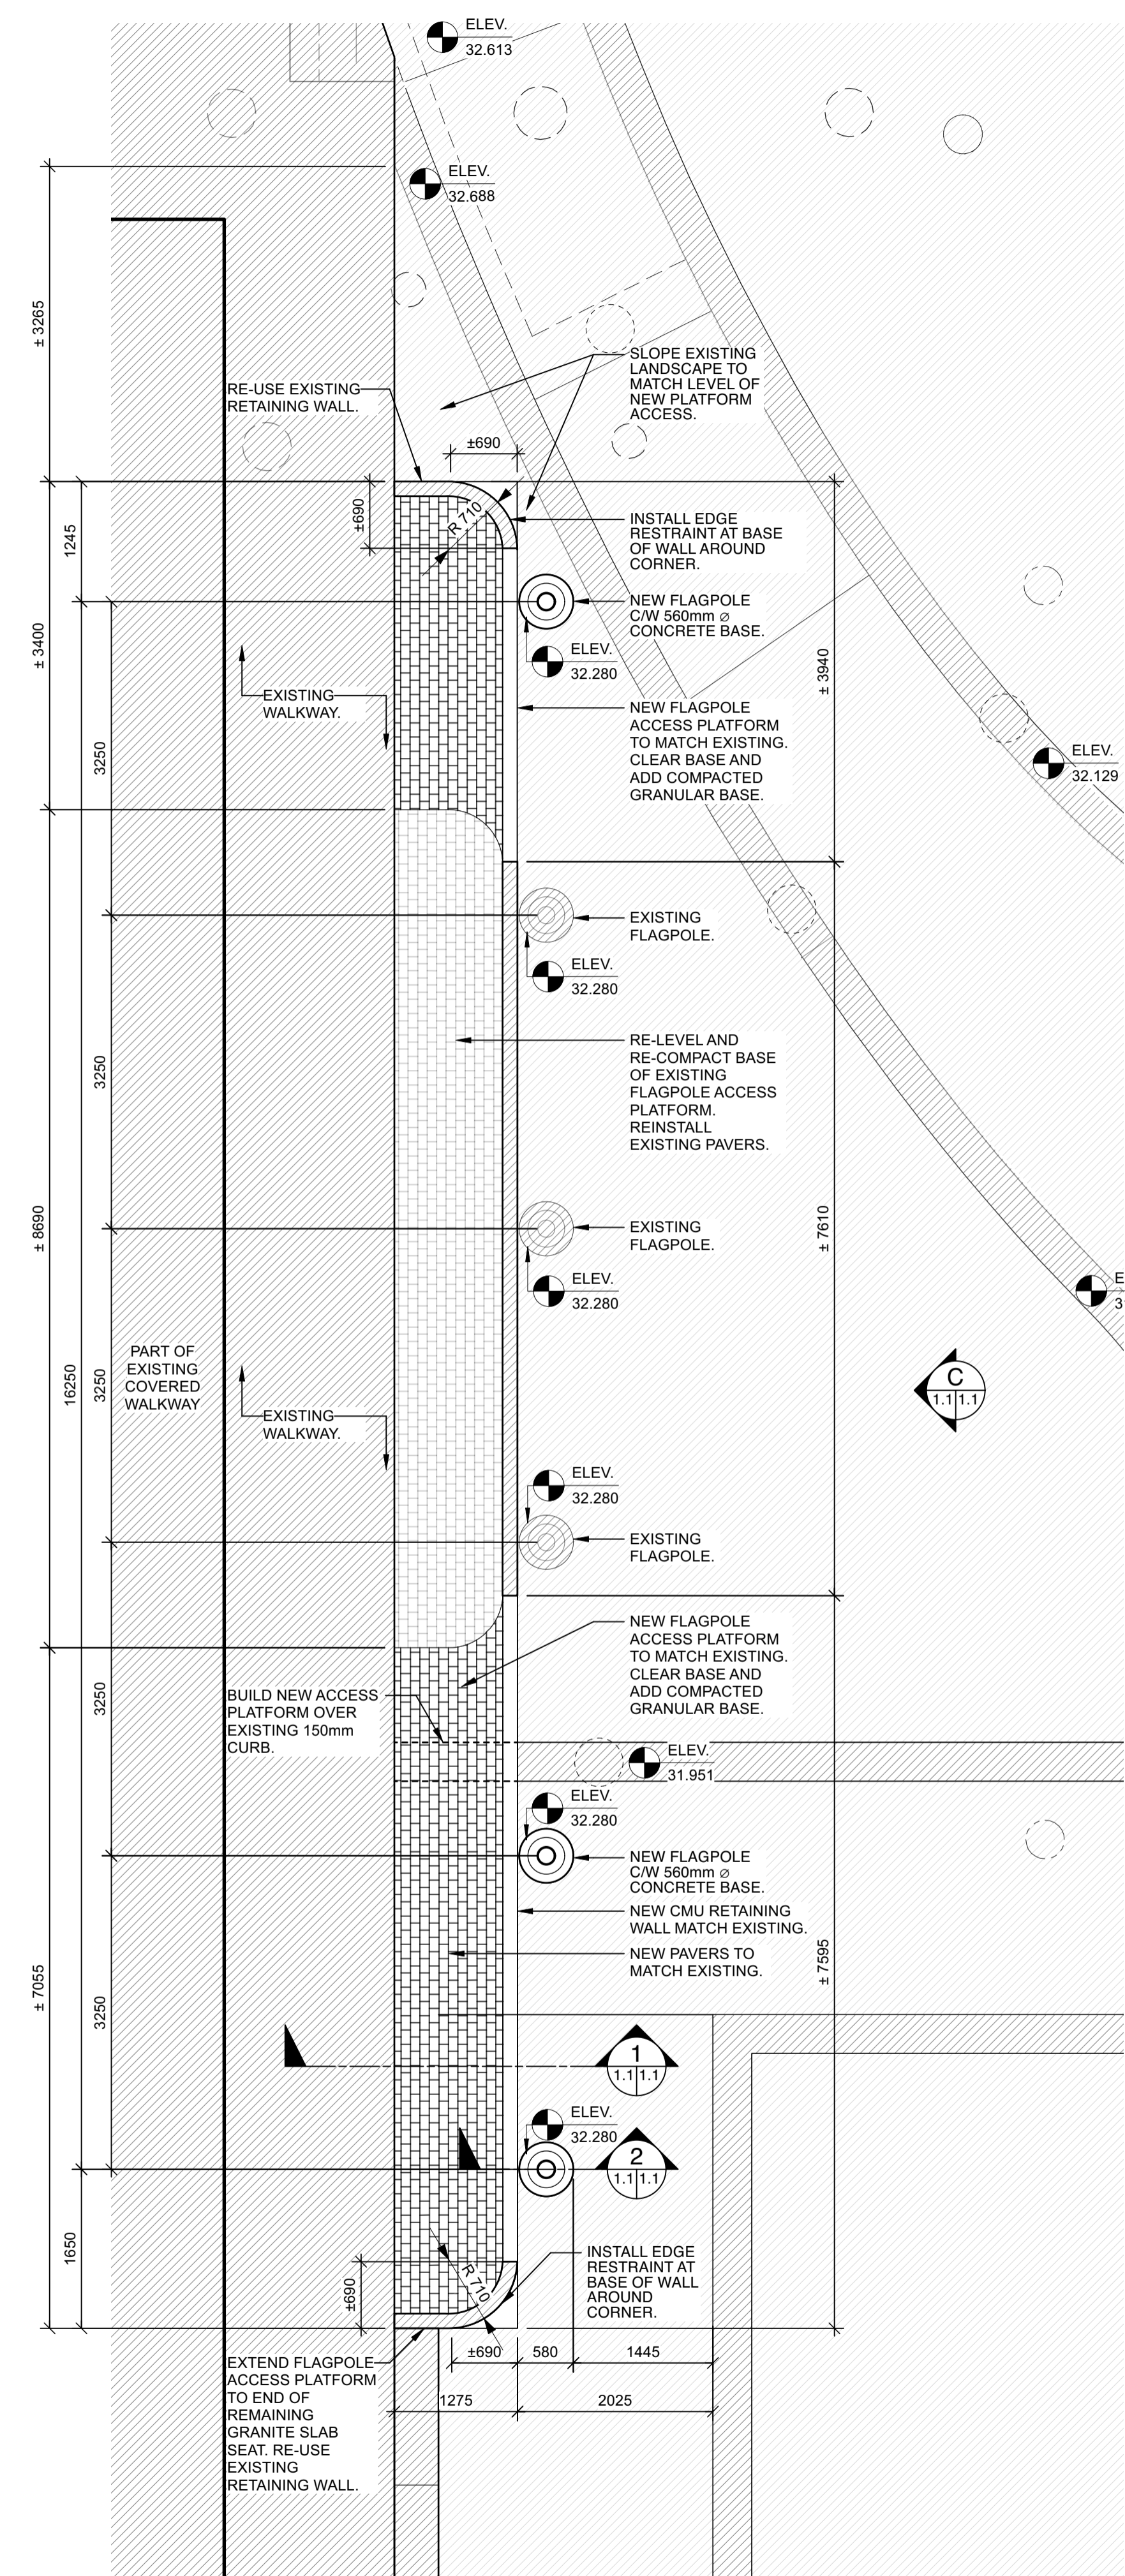 ELEV.
32.613
ELEV.
32.688
± 3265
SLOPE EXISTING
LANDSCAPE TO
MATCH LEVEL OF
NEW PLATFORM
ACCESS.
RE-USE EXISTING
RETAINING WALL.
±690
±690
R 710
1245
INSTALL EDGE
RESTRAINT AT BASE
OF WALL AROUND
CORNER.
NEW FLAGPOLE
C/W 560mm ⌀
CONCRETE BASE.
± 3400
ELEV.
32.280
± 3940
EXISTING
WALKWAY.
NEW FLAGPOLE
ACCESS PLATFORM
TO MATCH EXISTING.
CLEAR BASE AND
ADD COMPACTED
GRANULAR BASE.
3250
ELEV.
32.129
EXISTING
FLAGPOLE.
ELEV.
32.280
RE-LEVEL AND
RE-COMPACT BASE
OF EXISTING
FLAGPOLE ACCESS
PLATFORM.
REINSTALL
EXISTING PAVERS.
3250
± 8690
± 7610
EXISTING
FLAGPOLE.
ELEV.
32.280
E
3
PART OF
EXISTING
COVERED
WALKWAY
16250
3250
C
1.1 1.1
EXISTING
WALKWAY.
ELEV.
32.280
EXISTING
FLAGPOLE.
NEW FLAGPOLE
ACCESS PLATFORM
TO MATCH EXISTING.
CLEAR BASE AND
ADD COMPACTED
GRANULAR BASE.
3250
BUILD NEW ACCESS
PLATFORM OVER
EXISTING 150mm
CURB.
ELEV.
31.951
ELEV.
32.280
NEW FLAGPOLE
C/W 560mm ⌀
CONCRETE BASE.
NEW CMU RETAINING
WALL MATCH EXISTING.
NEW PAVERS TO
MATCH EXISTING.
± 7055
± 7595
3250
1
1.1 1.1
ELEV.
32.280
2
1.1 1.1
1650
±690
R 710
INSTALL EDGE
RESTRAINT AT
BASE OF WALL
AROUND
CORNER.
±690
580
1445
EXTEND FLAGPOLE
ACCESS PLATFORM
TO END OF
REMAINING
GRANITE SLAB
SEAT. RE-USE
EXISTING
RETAINING WALL.
1275
2025